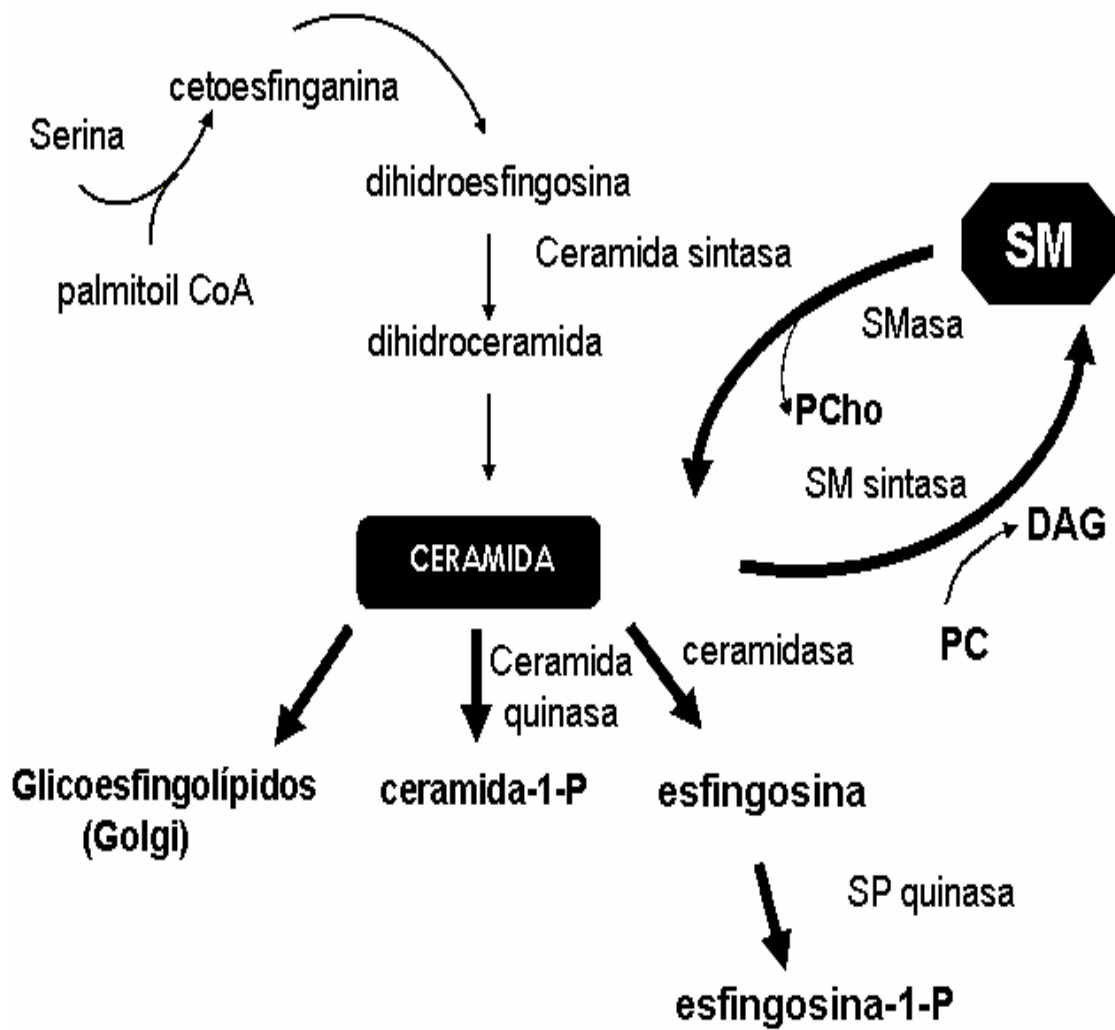 cetoesfinganina
Serina
palmitoil CoA
dihidroesfingosina
Ceramida sintasa
dihidroceramida
SM
SMasa
PCho
SM sintasa
DAG
PC
CERAMIDA
Ceramida
quinasa
ceramidasa
Glicoesfingolípidos
(Golgi)
ceramida-1-P
esfingosina
SP quinasa
esfingosina-1-P